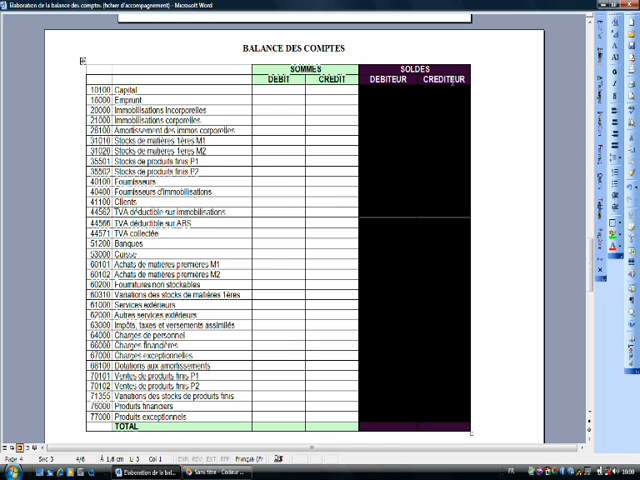 Elaboration de la balance des comptes (fichier d'accompagnement) - Microsoft Word
BALANCE DES COMPTES
SOMMES SOLDES
DEBIT CREDIT DEBITEUR CREDITEUR
10100 Capital
16000 Emprunt
20000 Immobilisations incorporelles
21000 Immobilisations corporelles
28100 Amortissement des immos corporelles
31010 Stocks de matières 1ères M1
31020 Stocks de matières 1ères M2
35501 Stocks de produits finis P1
35502 Stocks de produits finis P2
40100 Fournisseurs
40400 Fournisseurs d'immobilisations
41100 Clients
44562 TVA déductible sur immobilisations
44566 TVA déductible sur ABS
44571 TVA collectée
51200 Banques
53000 Caisse
60101 Achats de matières premières M1
60102 Achats de matières premières M2
60200 Fournitures non stockables
60310 Variations des stocks de matière 1ères
61000 Services extérieurs
62000 Autres services extérieurs
63000 Impôts, taxes et versements assimilés
64000 Charges de personnel
66000 Charges financières
67000 Charges exceptionnelles
68100 Dotations aux amortissements
70101 Ventes de produits finis P1
70102 Ventes de produits finis P2
71355 Variations des stocks de produits finis
76000 Produits financiers
77000 Produits exceptionnels
TOTAL
Page 4 Sec 3 4/6 À 1,6 cm Li 3 Col 1 ENR REV EXT RFP Français (Fr
Elaboration de la bal... Sans titre - Codeur ... FR